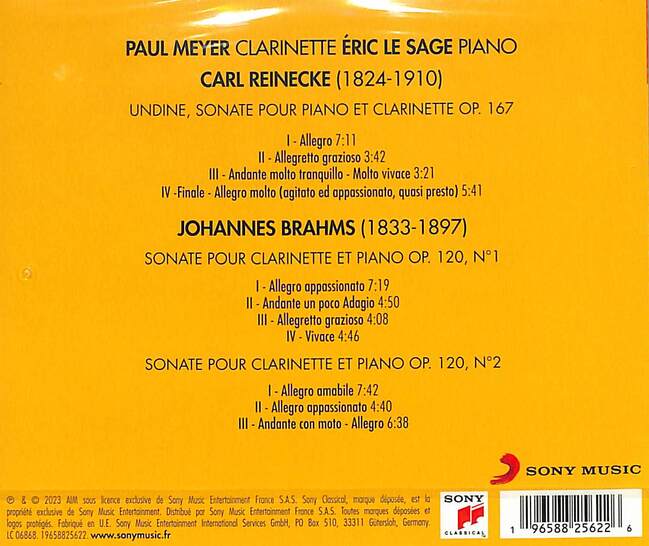 PAUL MEYER CLARINETTE ÉRIC LE SAGE PIANO
CARL REINECKE (1824-1910)
UNDINE, SONATE POUR PIANO ET CLARINETTE OP. 167
I - Allegro 7:11
II - Allegretto grazioso 3:42
III - Andante molto tranquillo - Molto vivace 3:21
IV -Finale - Allegro molto (agitato ed appassionato, quasi presto) 5:41
JOHANNES BRAHMS (1833-1897)
SONATE POUR CLARINETTE ET PIANO OP. 120, N°1
I - Allegro appassionato 7:19
II - Andante un poco Adagio 4:50
III - Allegretto grazioso 4:08
IV - Vivace 4:46
SONATE POUR CLARINETTE ET PIANO OP. 120, N°2
I - Allegro amabile 7:42
II - Allegro appassionato 4:40
III - Andante con moto - Allegro 6:38
SONY MUSIC
℗ & © 2023 AIM sous licence exclusive de Sony Music Entertainment France S.A.S. Sony Classical, marque déposée, est la
propriété exclusive de Sony Music Entertainment. Distribué par Sony Music Entertainment France S.A.S. Toutes marques déposées et
logos protégés. Fabriqué en U.E. Sony Music Entertainment International Services GmbH, PO Box 510, 33311 Gütersloh, Germany.
LC 06868. 19658825622. www.sonymusic.fr
SONY
CLASSICAL
1 96588 25622 6